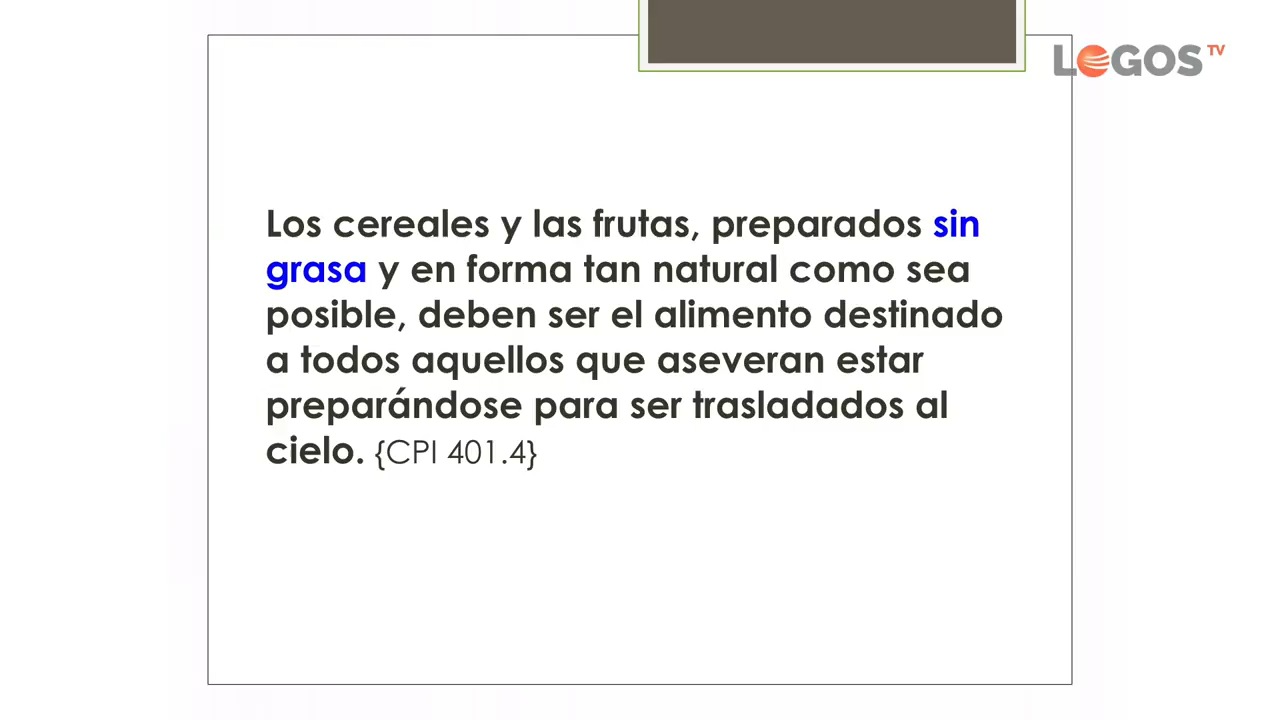 LOGOS TV
Los cereales y las frutas, preparados sin
grasa y en forma tan natural como sea
posible, deben ser el alimento destinado
a todos aquellos que aseveran estar
preparándose para ser trasladados al
cielo. {CPI 401.4}